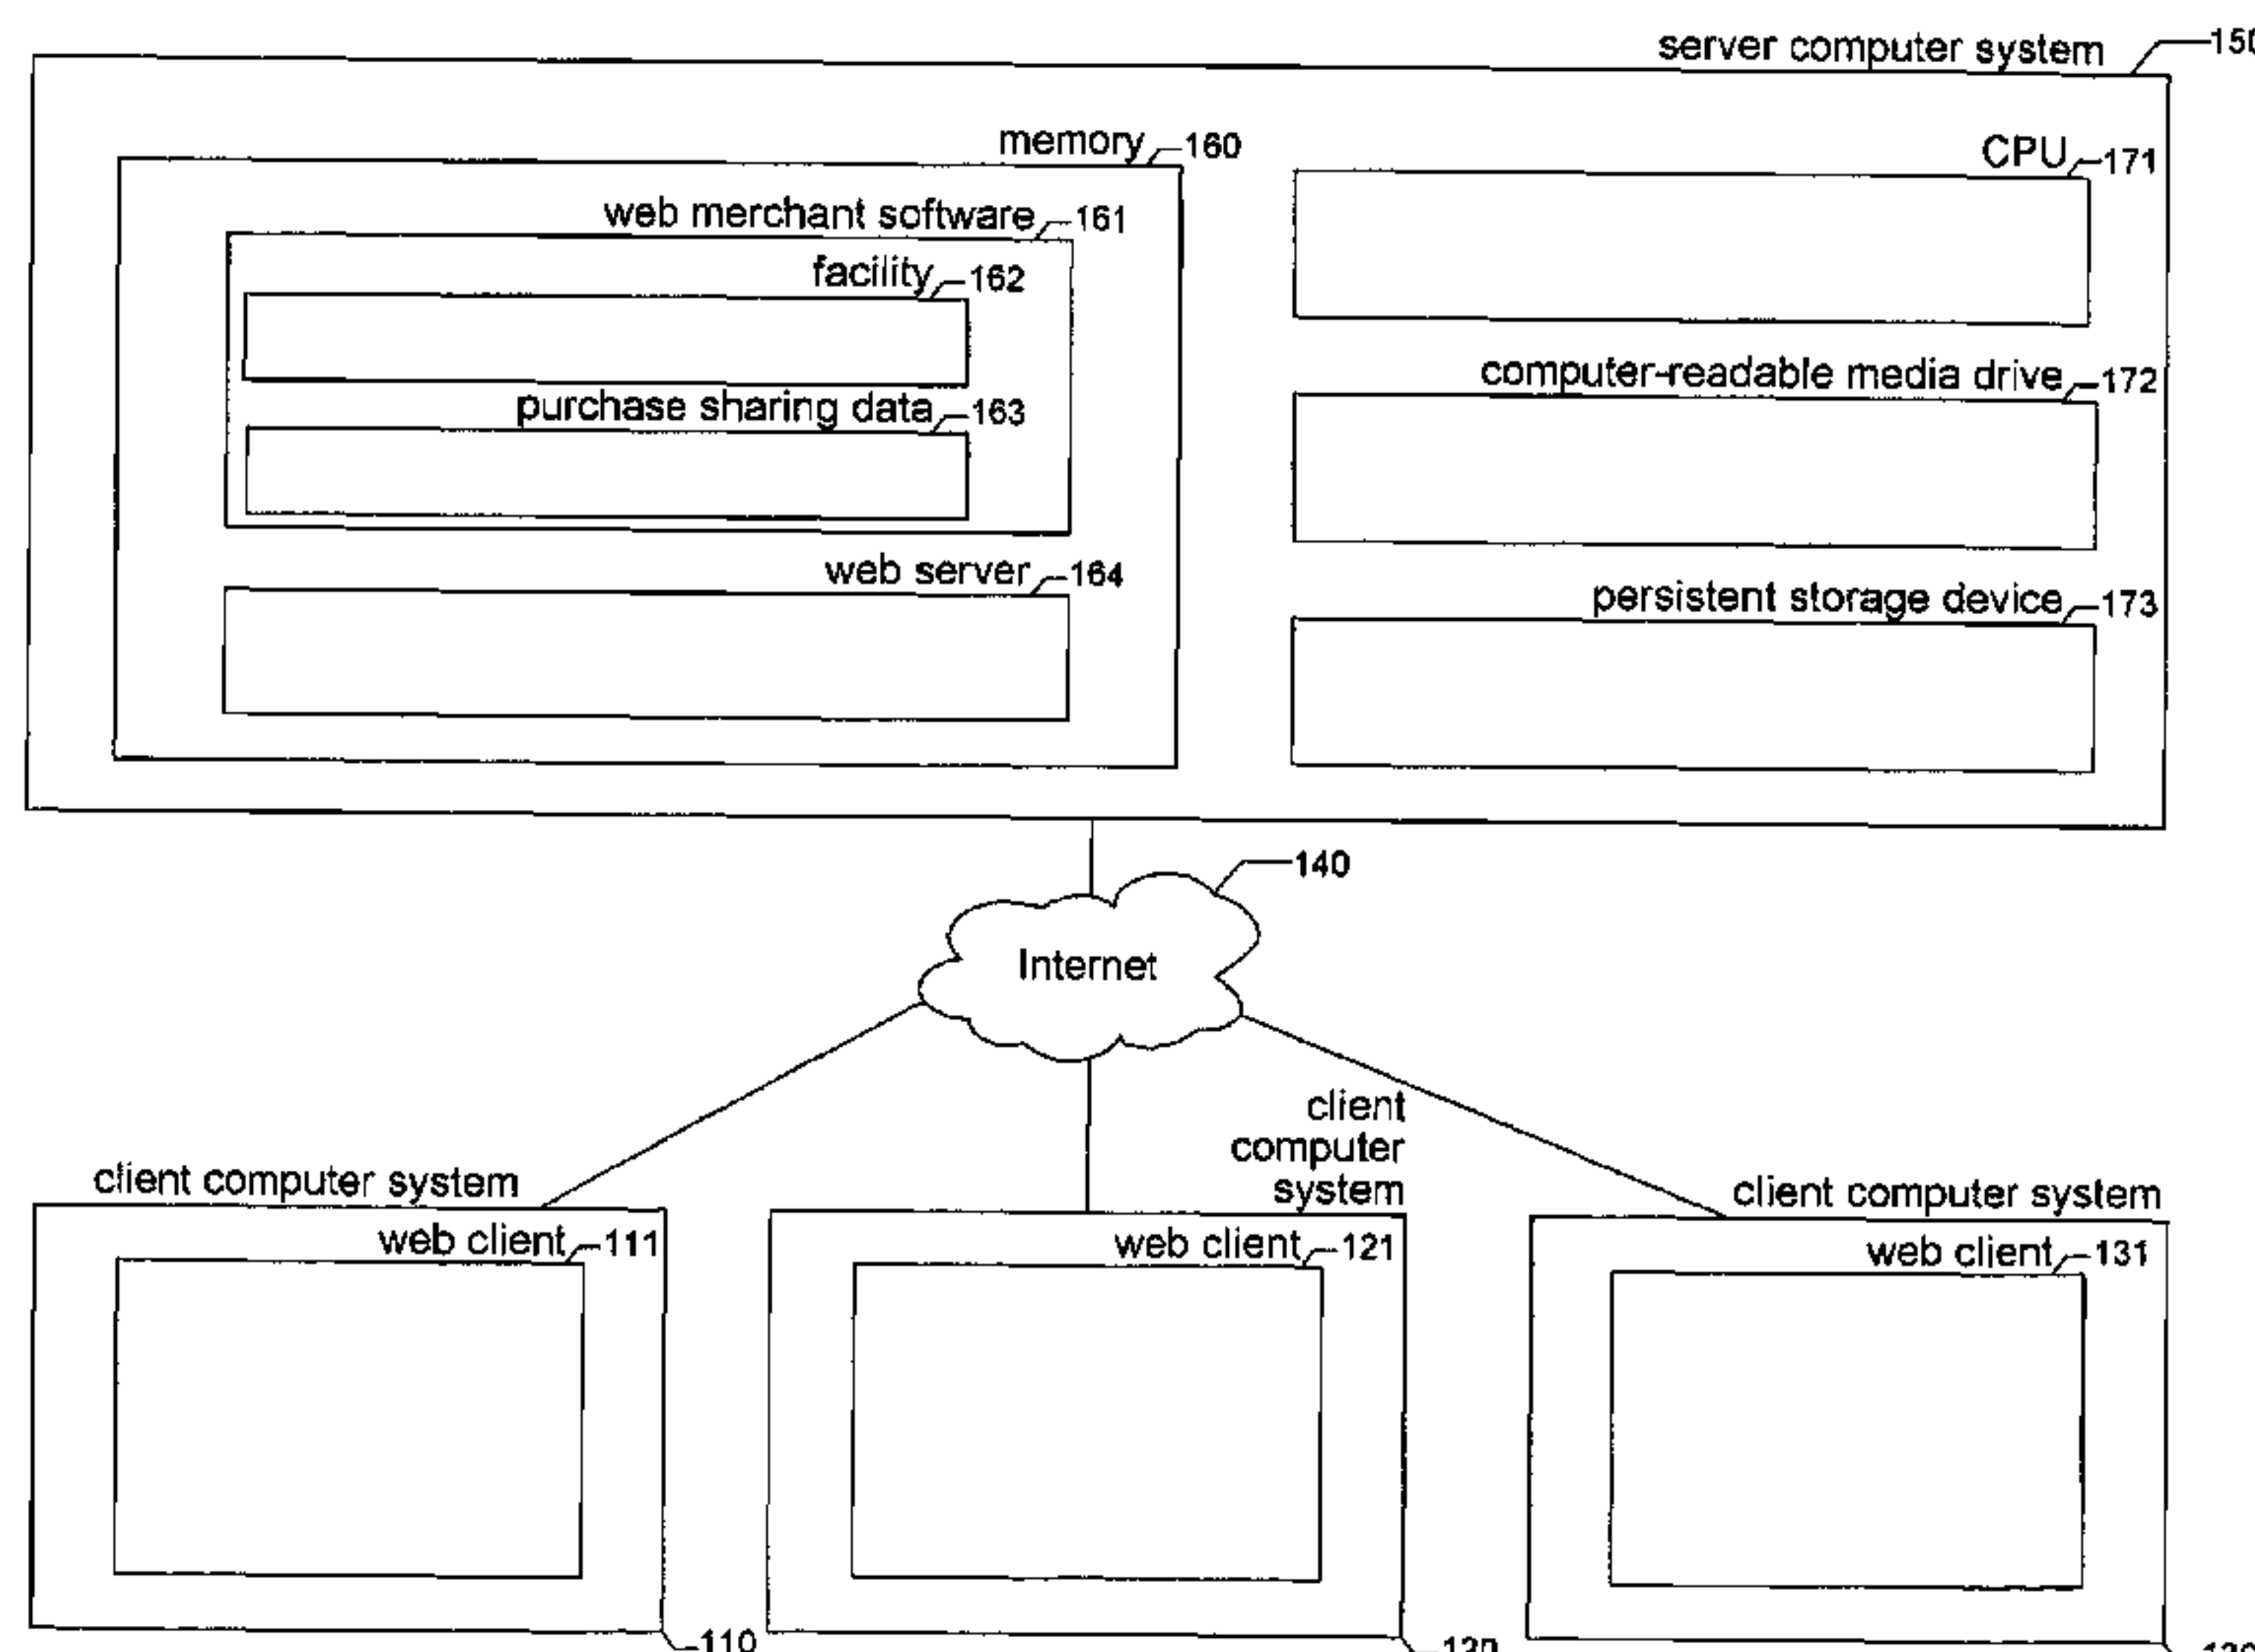 server computer system 150
memory 160
CPU 171
web merchant software 161
facility 162
computer-readable media drive 172
purchase sharing data 163
web server 164
persistent storage device 173
140
Internet
client computer system
client
computer
system
client computer system
web client 111
web client 121
web client 131
110